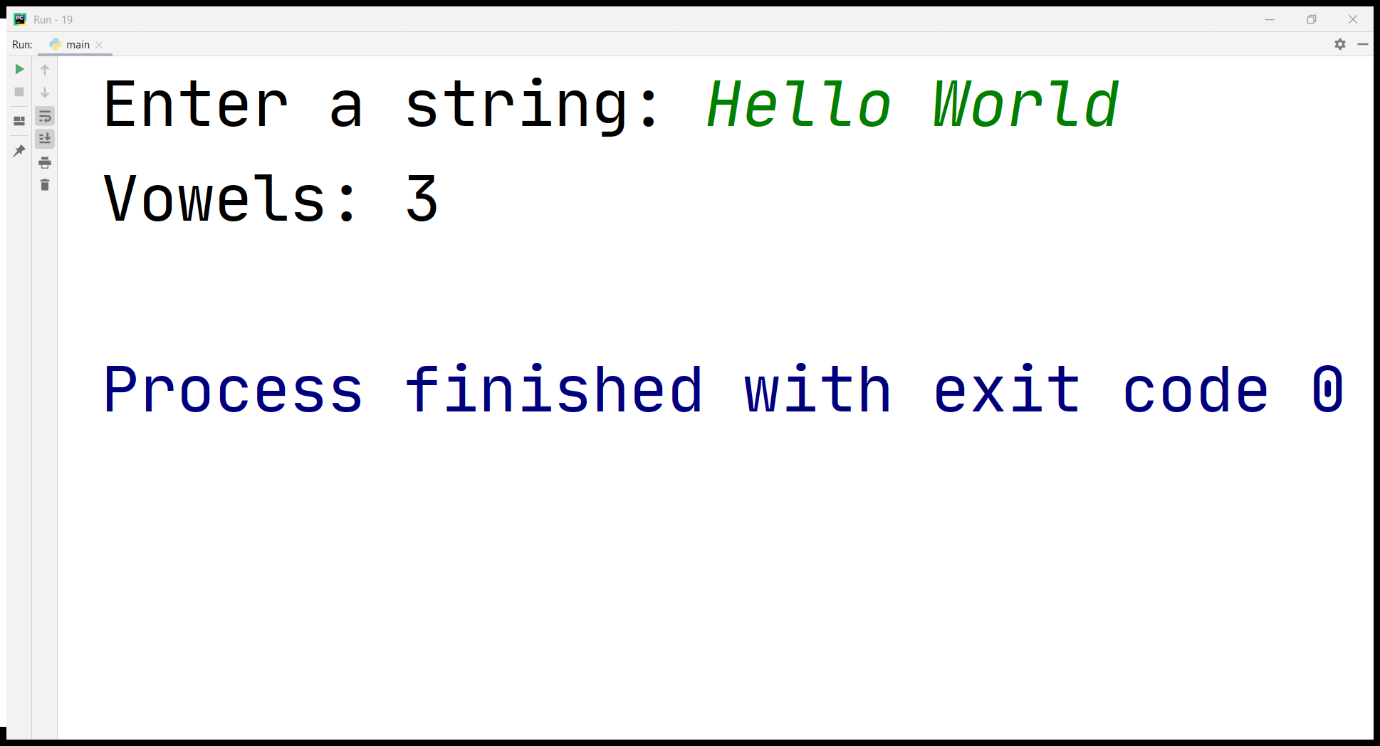 Run - 19
Run: main
Enter a string: Hello World
Vowels: 3
Process finished with exit code 0